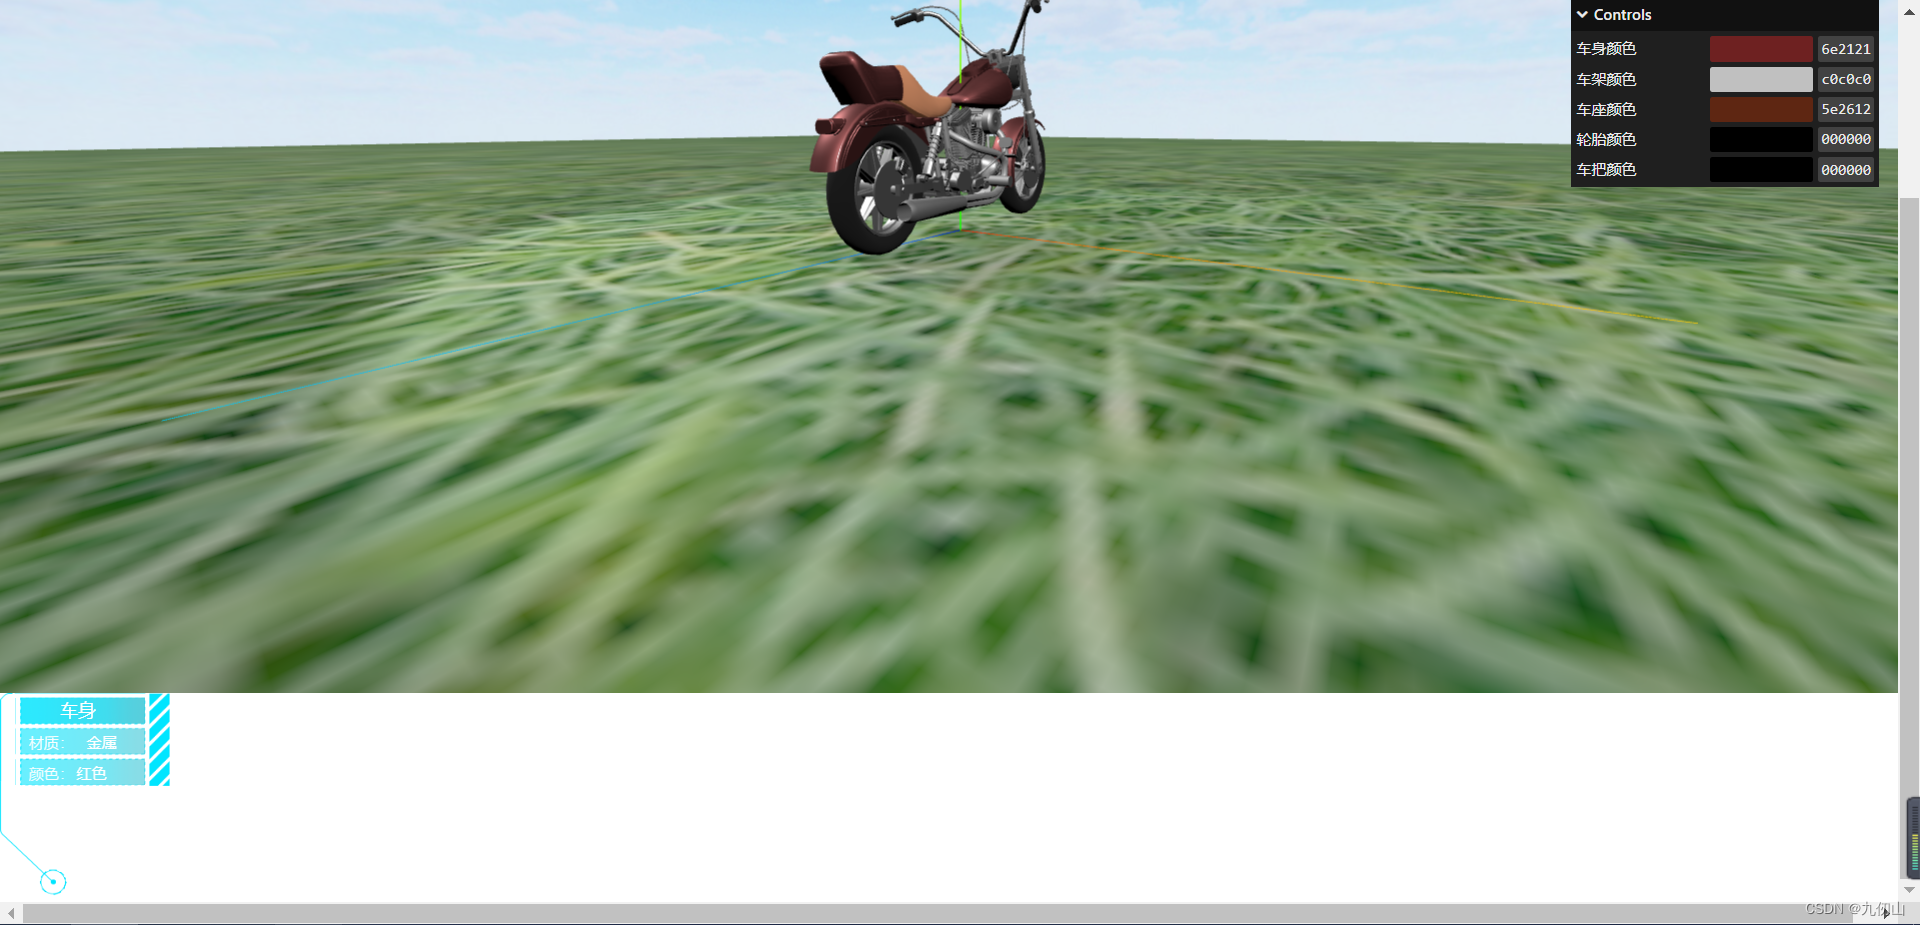 Controls
车身颜色 6e2121
车架颜色 c0c0c0
车座颜色 5e2612
轮胎颜色 000000
车把颜色 000000
车身
材质: 金属
颜色: 红色
CSDN @九仞山